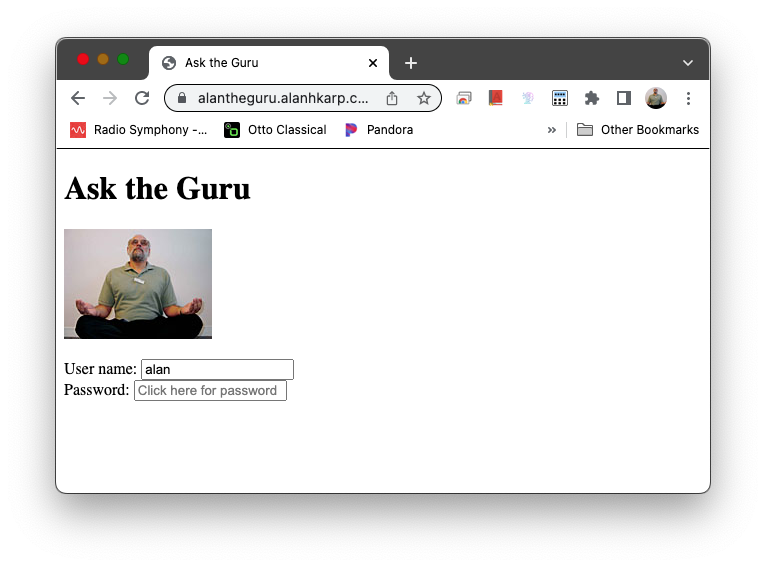 Ask the Guru
alantheguru.alanhkarp.c...
Radio Symphony -... Otto Classical Pandora » Other Bookmarks
Ask the Guru
User name: alan
Password: Click here for password